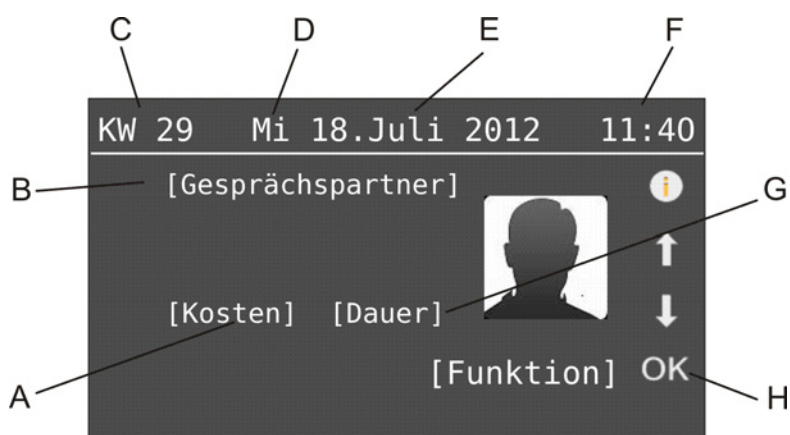 C D E F
KW 29 Mi 18.Juli 2012 11:40
B [Gesprächspartner] i G
[Kosten] [Dauer]
[Funktion] OK
A H